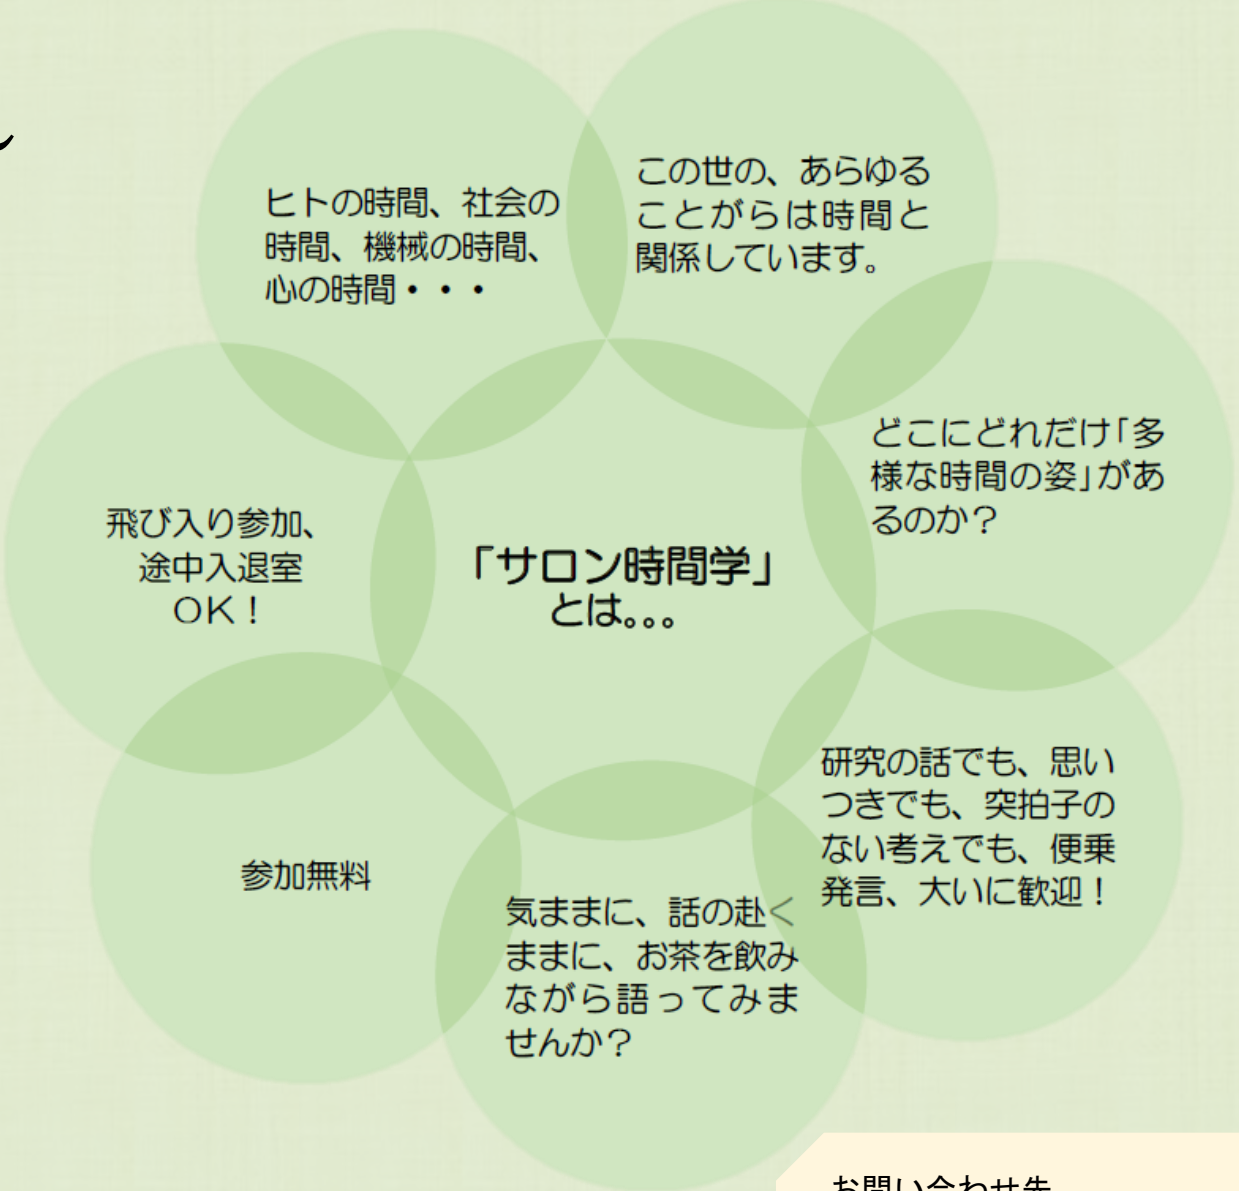 「サロン時間学」
とは。。。
この世の、あらゆる
ことがらは時間と
関係しています。
どこにどれだけ「多
様な時間の姿」があ
るのか？
研究の話でも、思い
つきでも、突拍子の
ない考えでも、便乗
発言、大いに歓迎！
気ままに、話の赴く
ままに、お茶を飲み
ながら語ってみま
せんか？
参加無料
飛び入り参加、
途中入退室
ＯＫ！
ヒトの時間、社会の
時間、機械の時間、
心の時間・・・
お問い合わせ先